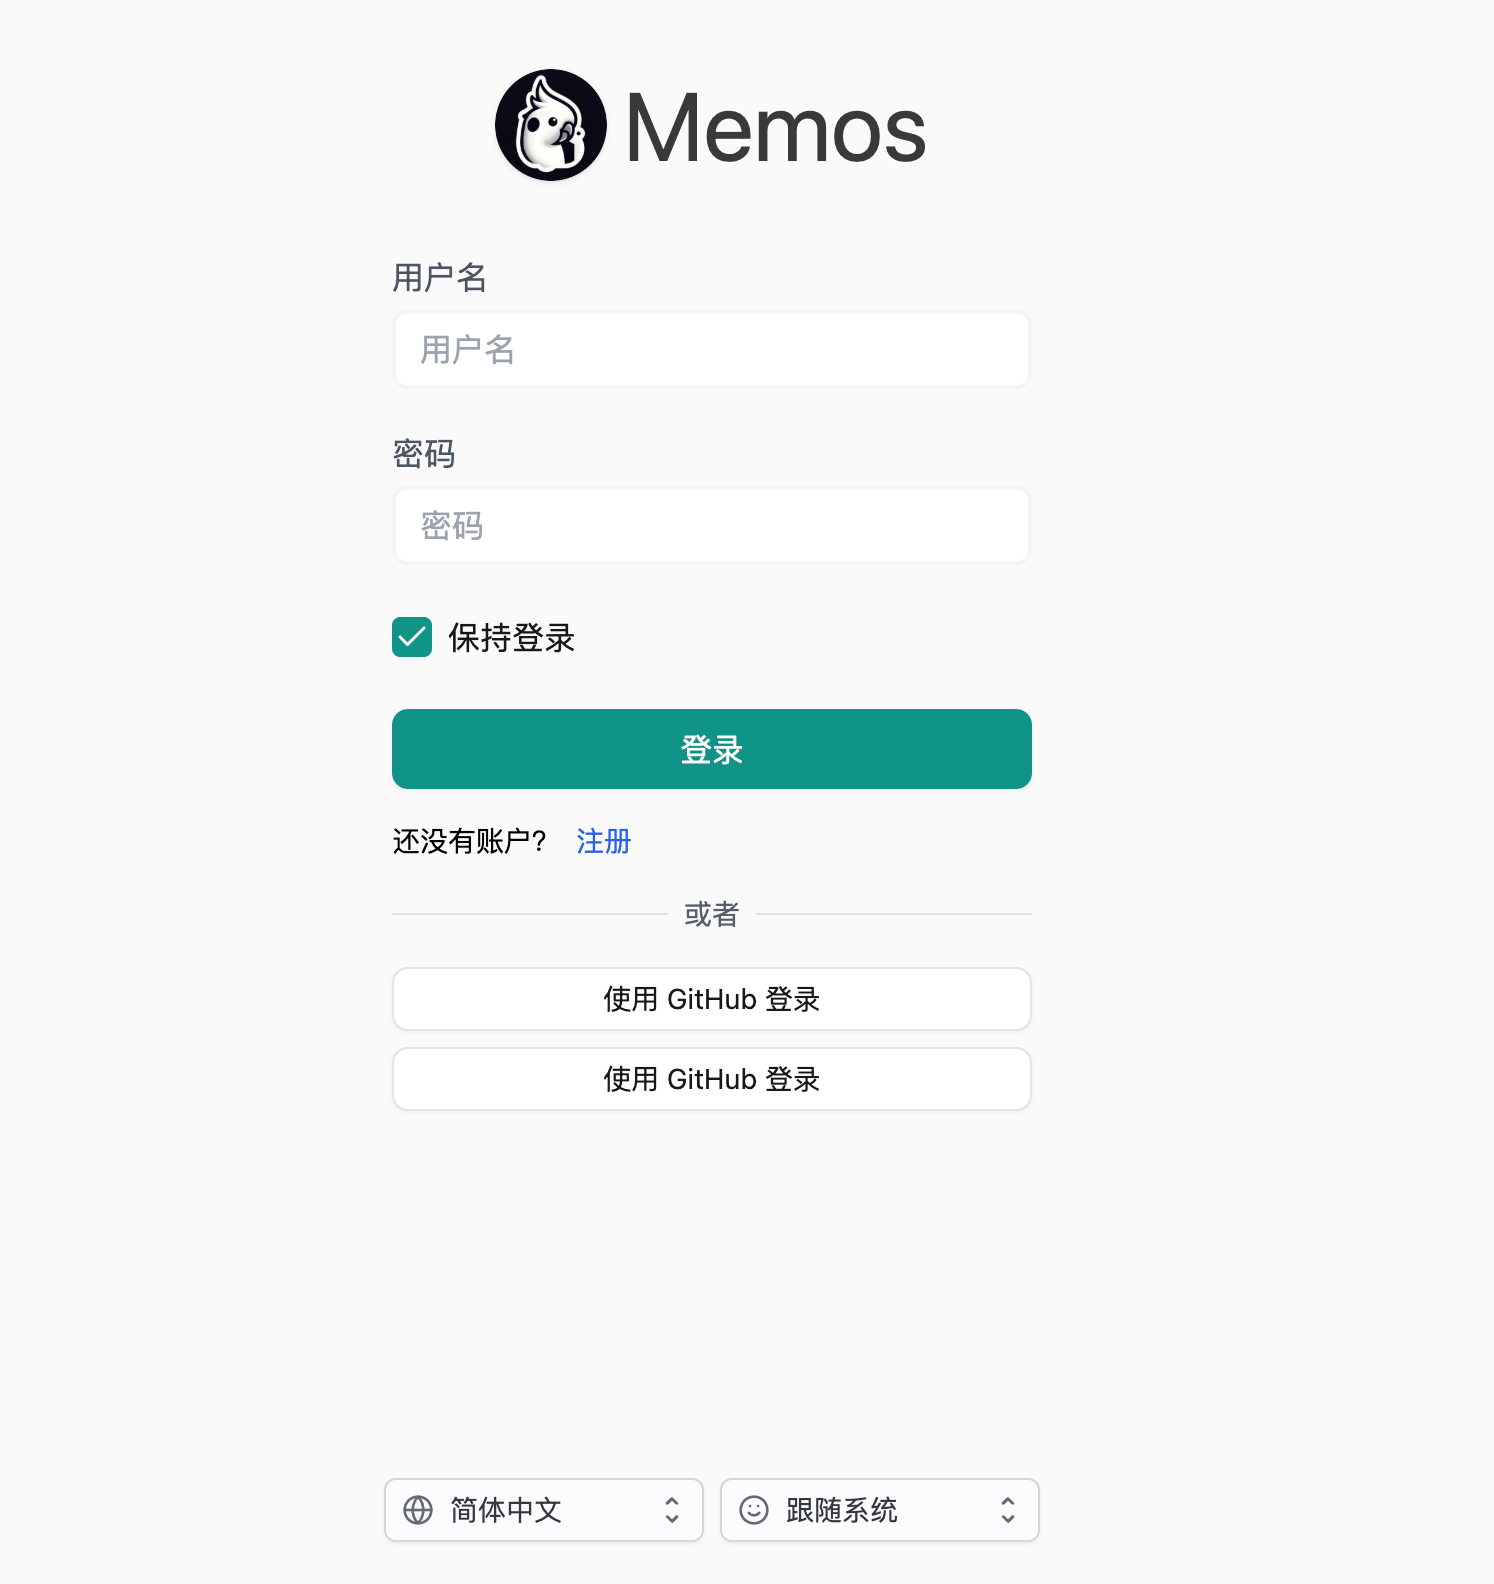 Memos
用户名
用户名
密码
密码
保持登录
登录
还没有账户? 注册
或者
使用 GitHub 登录
使用 GitHub 登录
简体中文 跟随系统